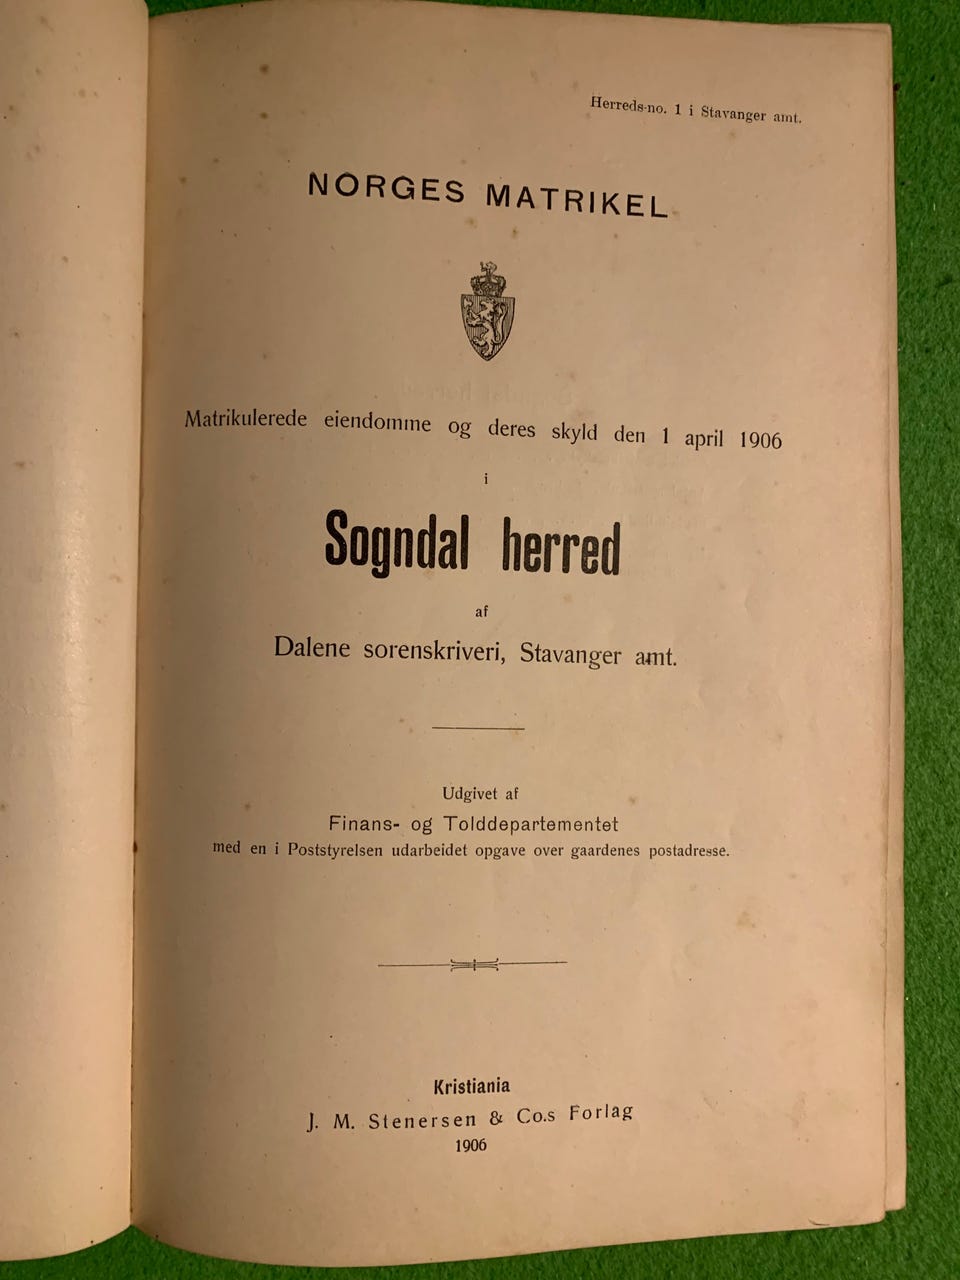 Herreds-no. 1 i Stavanger amt.
NORGES MATRIKEL
Matrikulerede eiendomme og deres skyld den 1 april 1906
i
Sogndal herred
af
Dalene sorenskriveri, Stavanger amt.
Udgivet af
Finans- og Tolddepartementet
med en i Poststyrelsen udarbeidet opgave over gaardenes postadresse.
Kristiania
J. M. Stenersen & Co.s Forlag
1906